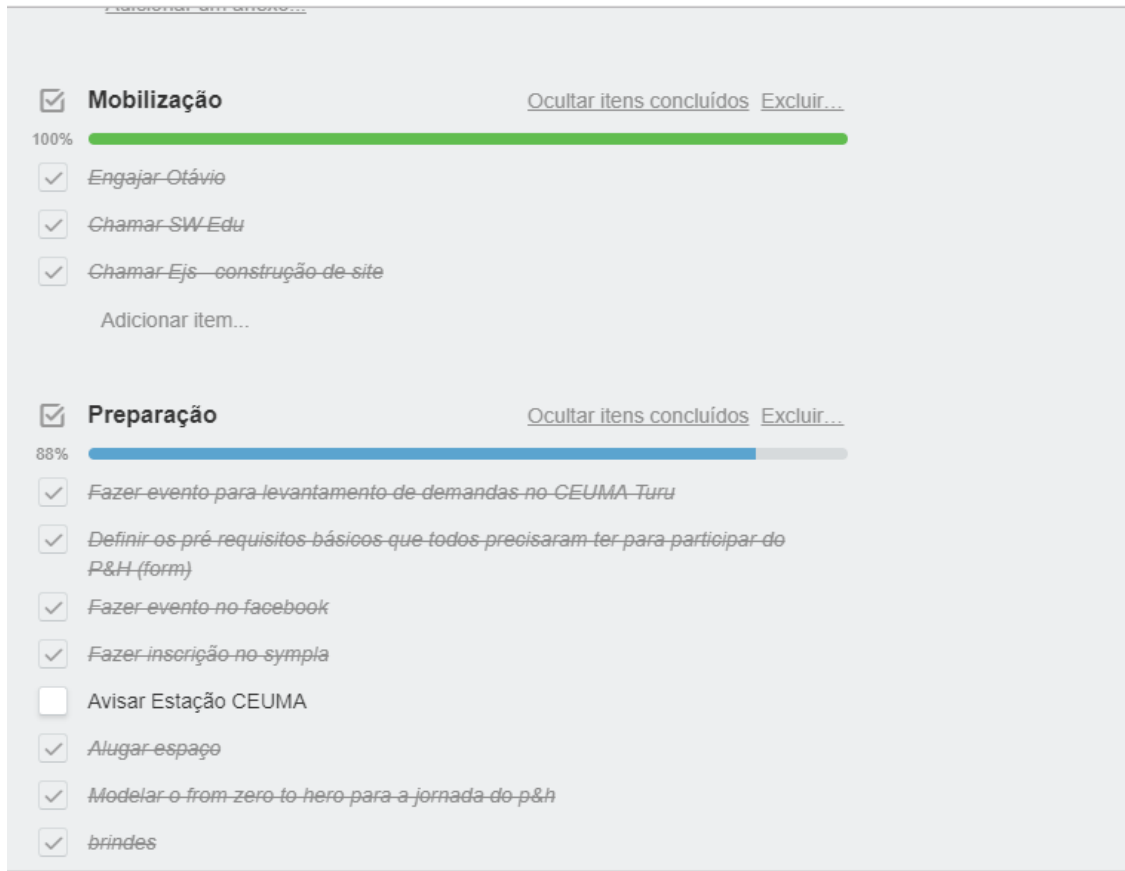 Adicionar um anexo...
Mobilização Ocultar itens concluídos Excluir...
100%
Engajar Otávio
Chamar SW Edu
Chamar Ejs - construção de site
Adicionar item...
Preparação Ocultar itens concluídos Excluir...
88%
Fazer evento para levantamento de demandas no CEUMA Turu
Definir os pré requisitos básicos que todos precisaram ter para participar do
P&H (form)
Fazer evento no facebook
Fazer inscrição no sympla
Avisar Estação CEUMA
Alugar espaço
Modelar o from zero to hero para a jornada do p&h
brindes